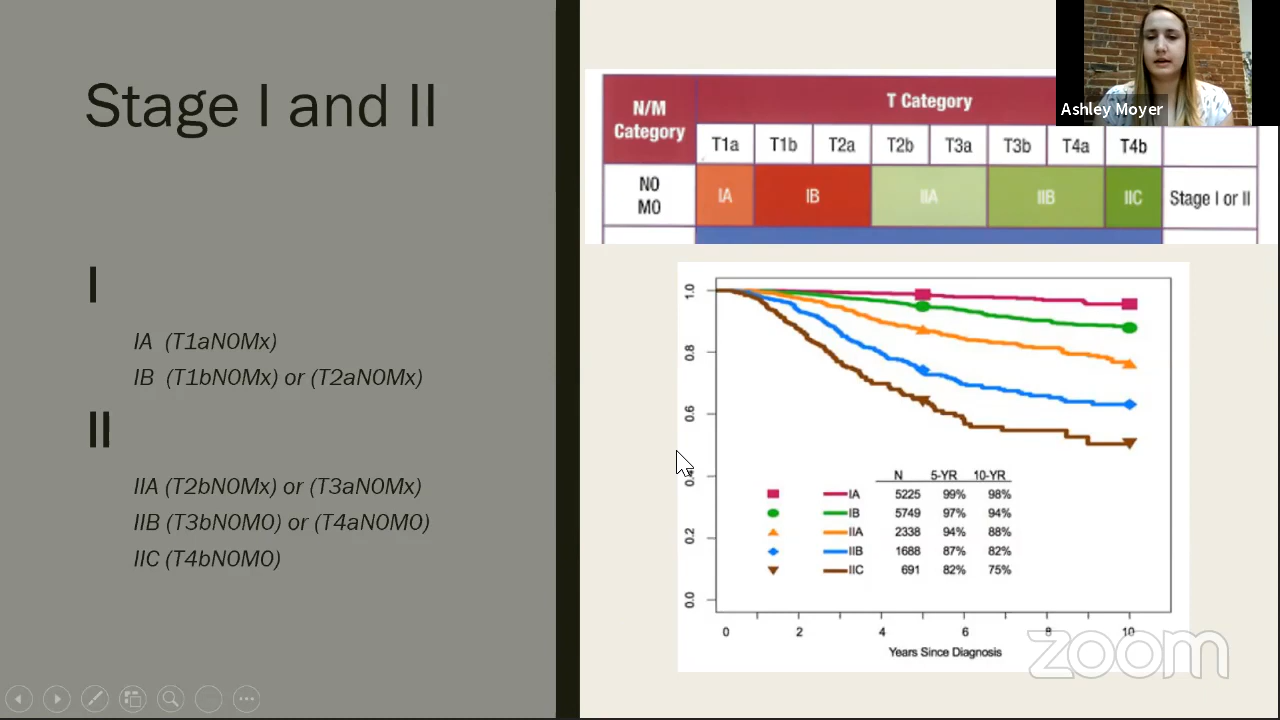 Stage I and II
I
IA (T1aN0Mx)
IB (T1bN0Mx) or (T2aN0Mx)
II
IIA (T2bN0Mx) or (T3aN0Mx)
IIB (T3bN0M0) or (T4aN0M0)
IIC (T4bN0M0)
N/M Category
T Category
T1a T1b T2a T2b T3a T3b T4a T4b
N0 M0
IA IB IIA IIB IIC Stage I or II
Ashley Moyer
1.0
0.8
0.6
0.4
0.2
0.0
N 5-YR 10-YR
IA 5225 99% 98%
IB 5749 97% 94%
IIA 2338 94% 88%
IIB 1688 87% 82%
IIC 691 82% 75%
0 2 4 6 8 10
Years Since Diagnosis
zoom